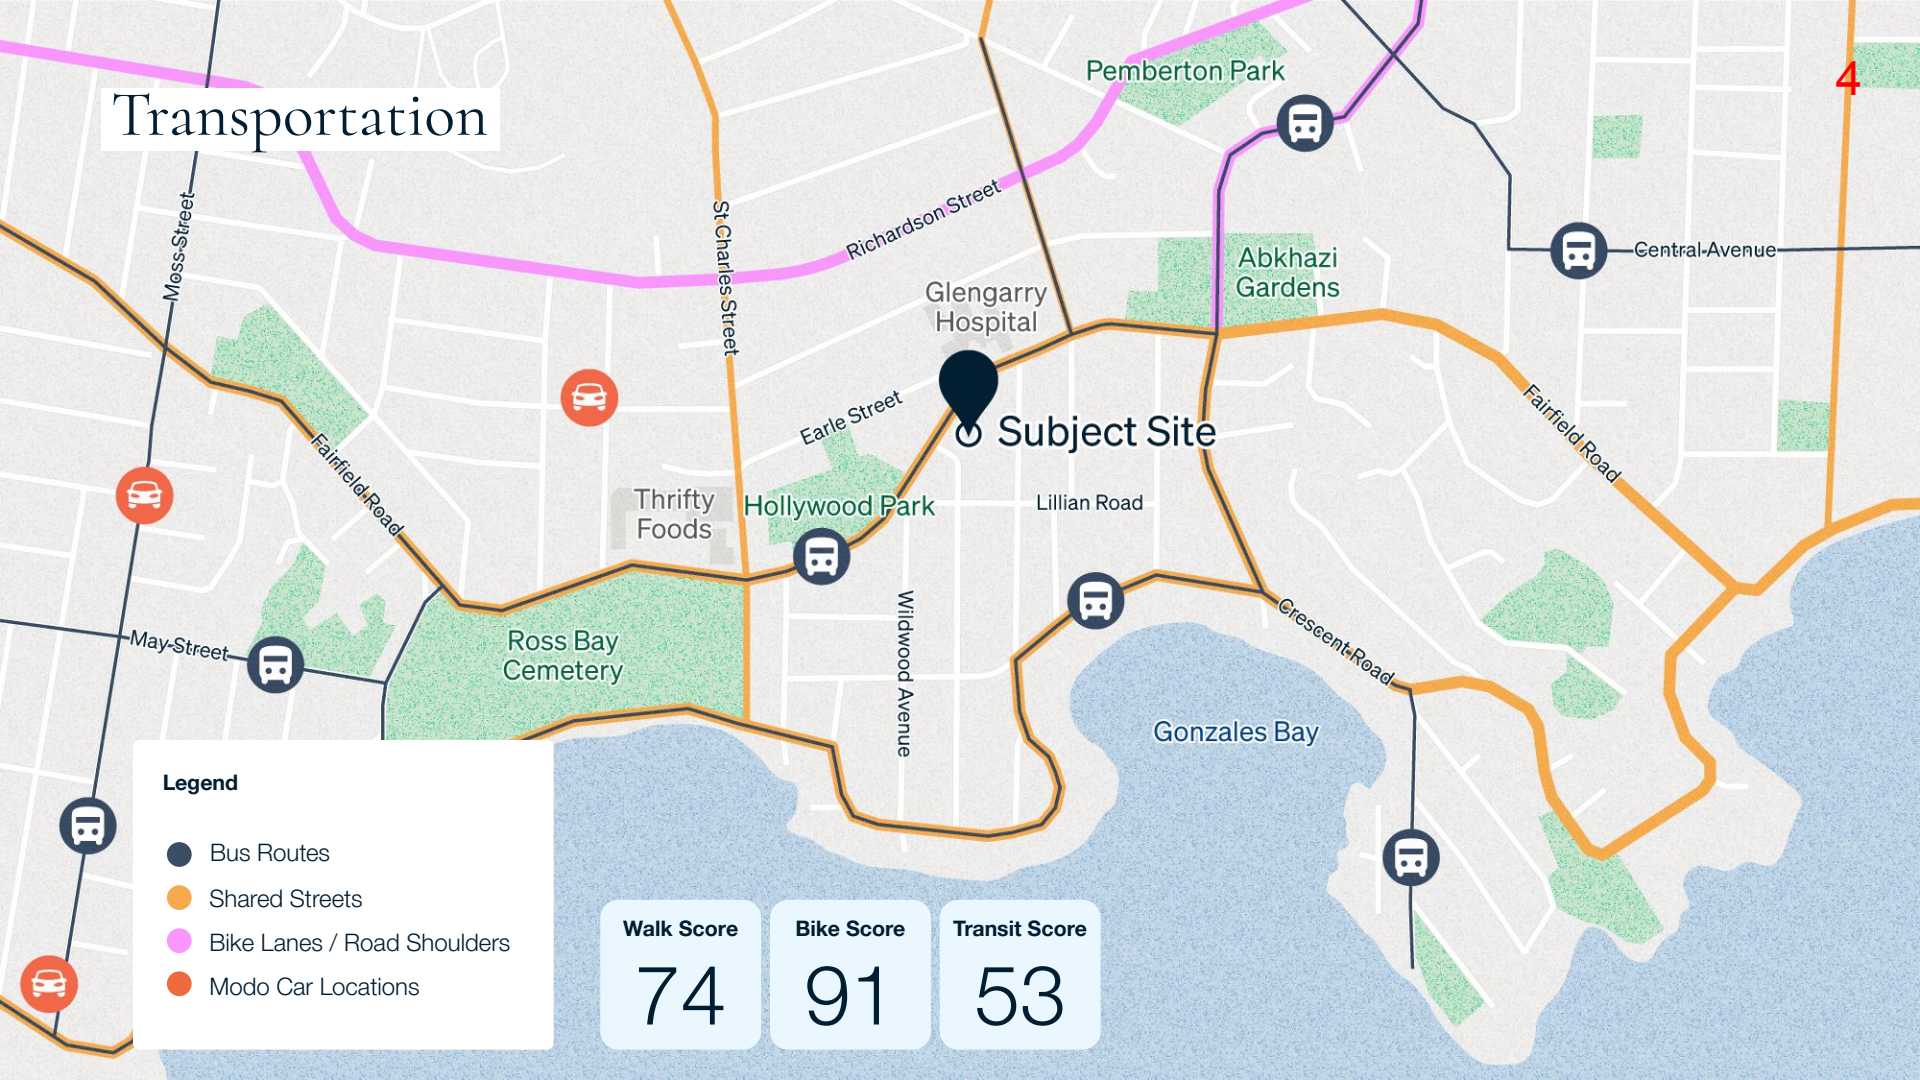 4
Transportation
Pemberton Park
Moss Street
St Charles Street
Richardson Street
Central Avenue
Abkhazi
Gardens
Glengarry
Hospital
Earle Street
Subject Site
Fairfield Road
Fairfield Road
Thrifty
Foods
Hollywood Park
Lillian Road
Wildwood Avenue
Crescent Road
May Street
Ross Bay
Cemetery
Gonzales Bay
Legend
Bus Routes
Shared Streets
Bike Lanes / Road Shoulders
Modo Car Locations
Walk Score
74
Bike Score
91
Transit Score
53